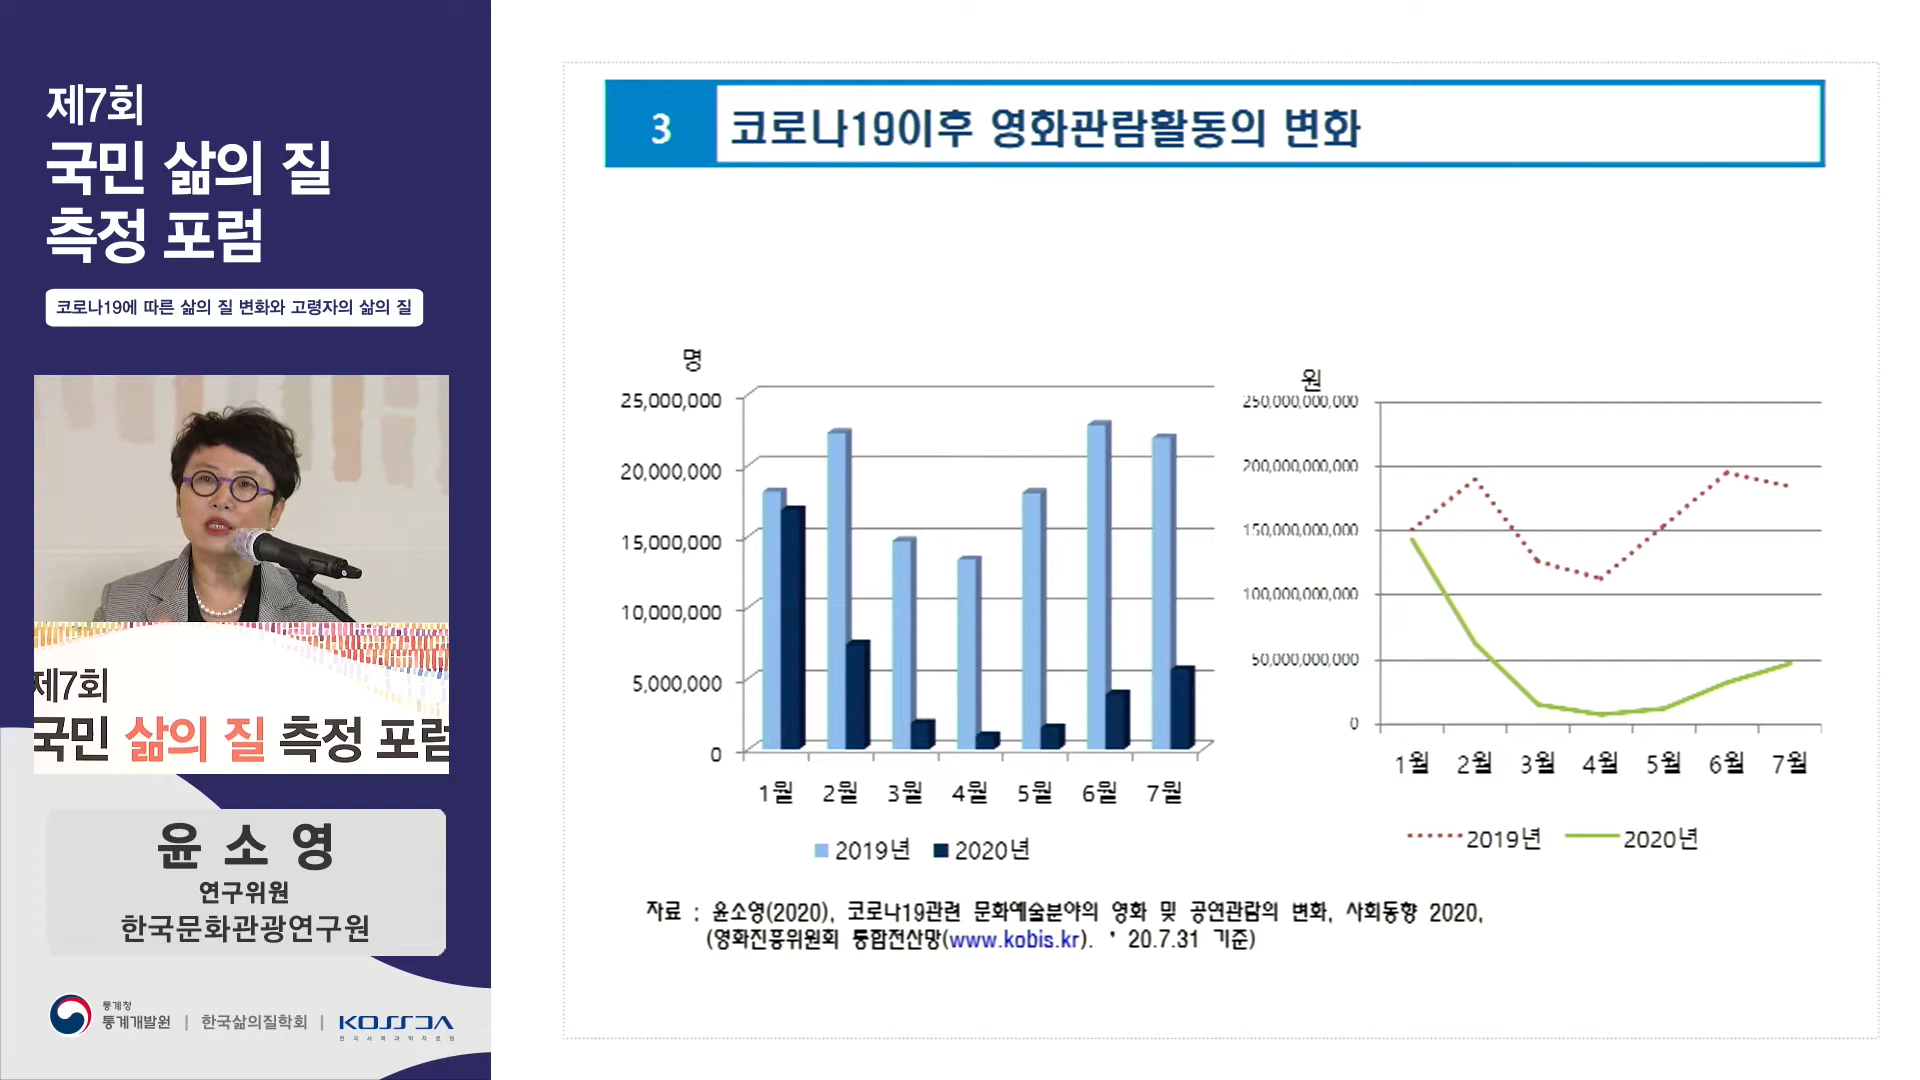 제7회
국민 삶의 질
측정 포럼
코로나19에 따른 삶의 질 변화와 고령자의 삶의 질
제7회
국민 삶의 질 측정 포럼
윤 소 영
연구위원
한국문화관광연구원
통계청
통계개발원 | 한국삶의질학회 | KOSSDA
한국사회과학자료원
3 코로나19이후 영화관람활동의 변화
명
25,000,000
20,000,000
15,000,000
10,000,000
5,000,000
0
1월 2월 3월 4월 5월 6월 7월
2019년 2020년
원
250,000,000,000
200,000,000,000
150,000,000,000
100,000,000,000
50,000,000,000
0
1월 2월 3월 4월 5월 6월 7월
2019년 2020년
자료 : 윤소영(2020), 코로나19관련 문화예술분야의 영화 및 공연관람의 변화, 사회동향 2020,
(영화진흥위원회 통합전산망(www.kobis.kr). ' 20.7.31 기준)